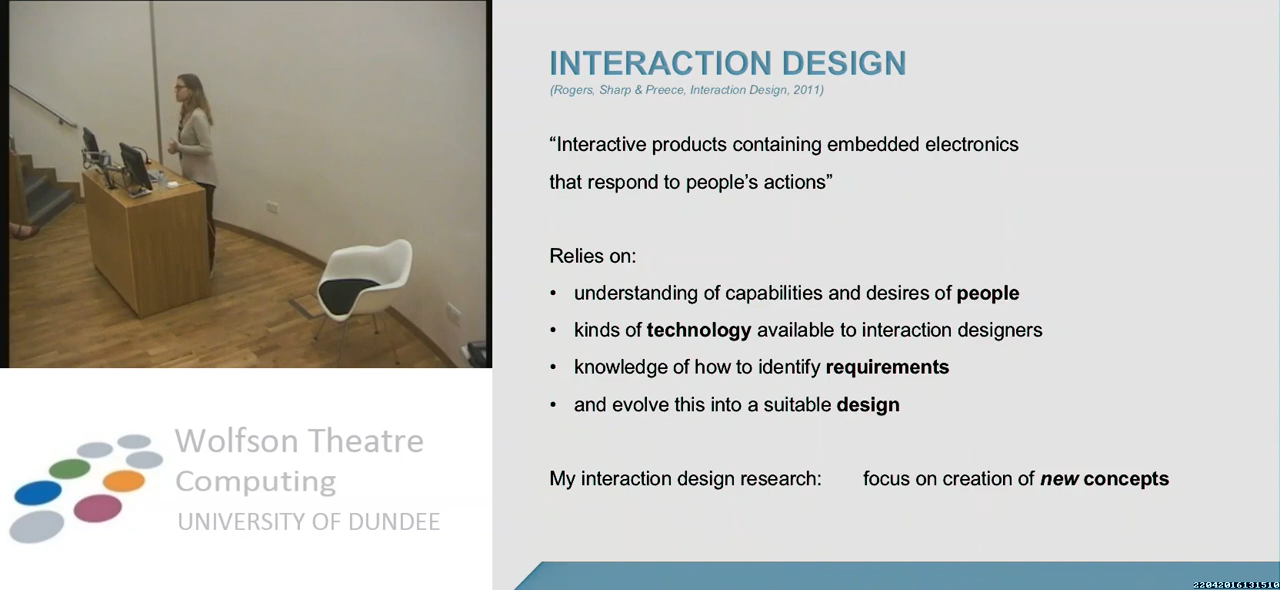 INTERACTION DESIGN
(Rogers, Sharp & Preece, Interaction Design, 2011)
“Interactive products containing embedded electronics
that respond to people’s actions”
Relies on:
• understanding of capabilities and desires of people
• kinds of technology available to interaction designers
• knowledge of how to identify requirements
• and evolve this into a suitable design
My interaction design research: focus on creation of new concepts
Wolfson Theatre
Computing
UNIVERSITY OF DUNDEE
22042016131510